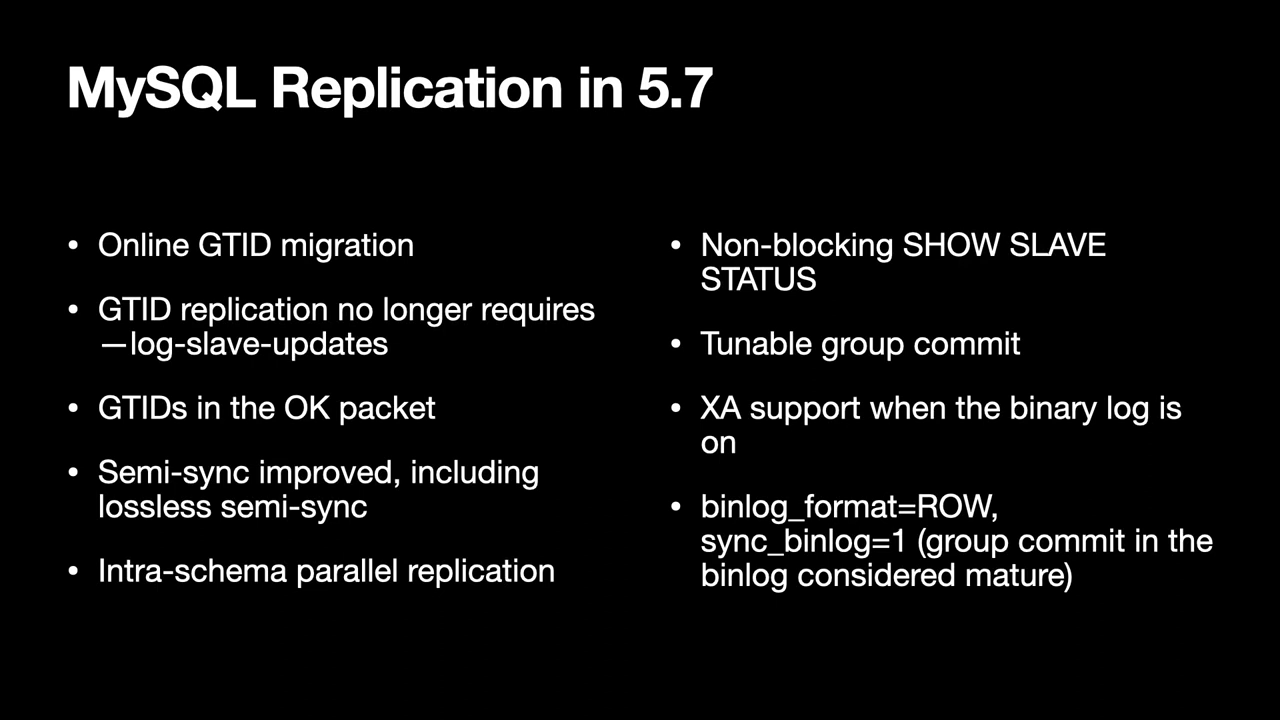 MySQL Replication in 5.7
• Online GTID migration
• GTID replication no longer requires
—log-slave-updates
• GTIDs in the OK packet
• Semi-sync improved, including
lossless semi-sync
• Intra-schema parallel replication
• Non-blocking SHOW SLAVE
STATUS
• Tunable group commit
• XA support when the binary log is
on
• binlog_format=ROW,
sync_binlog=1 (group commit in the
binlog considered mature)